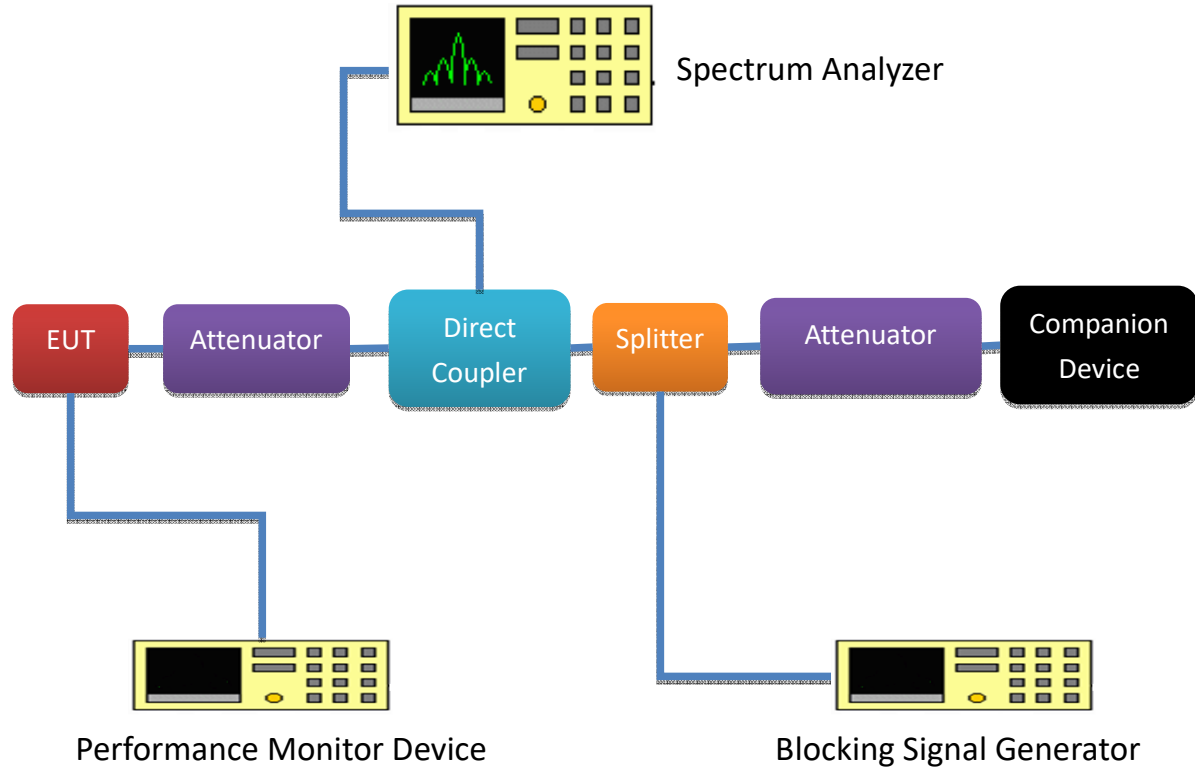 Spectrum Analyzer
EUT
Attenuator
Direct
Coupler
Splitter
Attenuator
Companion
Device
Performance Monitor Device
Blocking Signal Generator